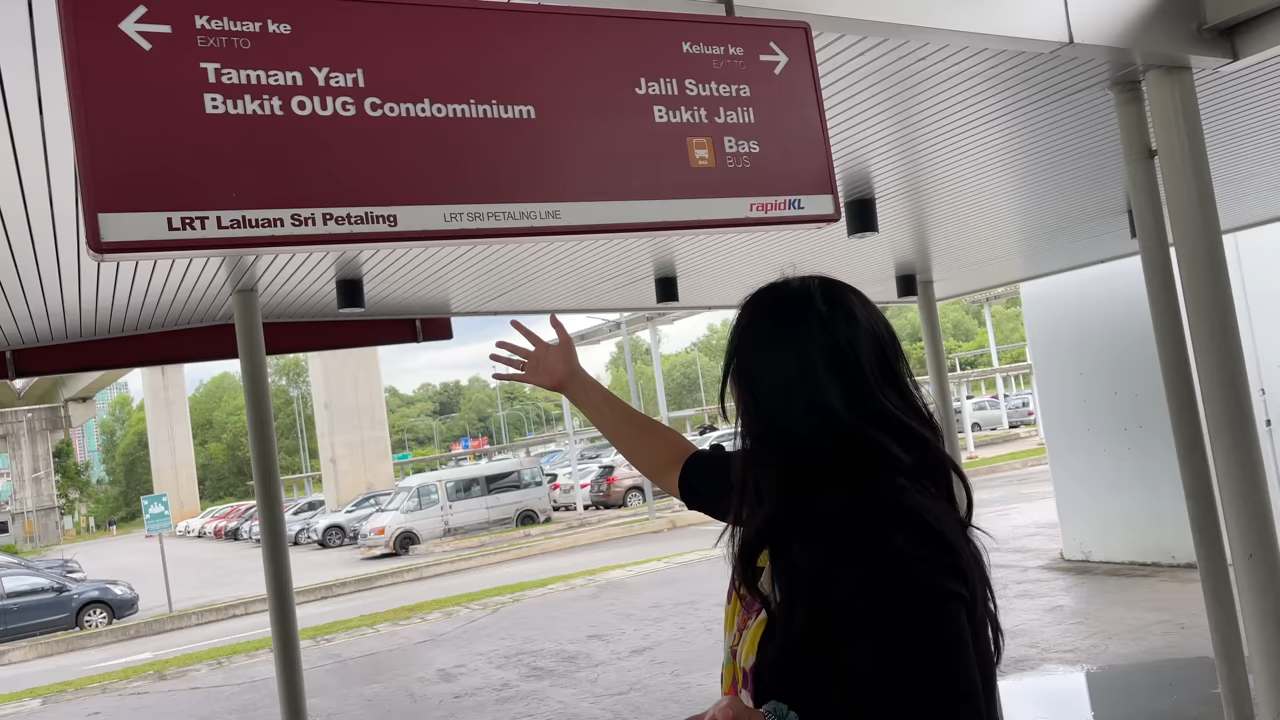 Keluar ke
EXIT TO
Taman Yarl
Bukit OUG Condominium
Keluar ke
EXIT TO
Jalil Sutera
Bukit Jalil
BAS
Bas
BUS
LRT Laluan Sri Petaling
LRT SRI PETALING LINE
rapidKL